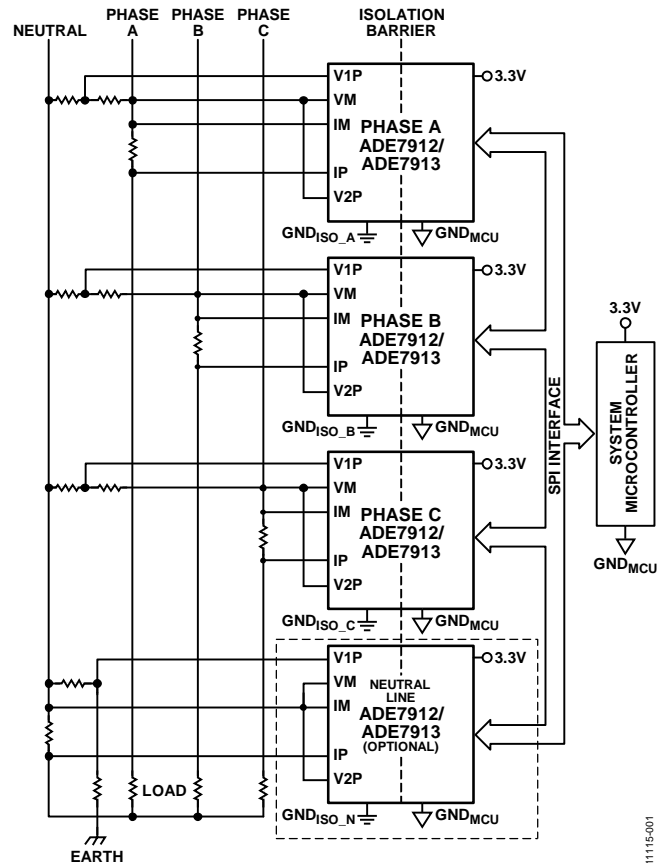 NEUTRAL
PHASE
A
PHASE
B
PHASE
C
ISOLATION
BARRIER
V1P
VM
IM
IP
V2P
PHASE A
ADE7912/
ADE7913
3.3V
GNDISO_A
GNDMCU
V1P
VM
IM
IP
V2P
PHASE B
ADE7912/
ADE7913
3.3V
GNDISO_B
GNDMCU
V1P
VM
IM
IP
V2P
PHASE C
ADE7912/
ADE7913
3.3V
GNDISO_C
GNDMCU
V1P
VM
IM
IP
V2P
NEUTRAL
LINE
ADE7912/
ADE7913
(OPTIONAL)
3.3V
GNDISO_N
GNDMCU
LOAD
EARTH
SPI INTERFACE
3.3V
SYSTEM
MICROCONTROLLER
GNDMCU
11115-001